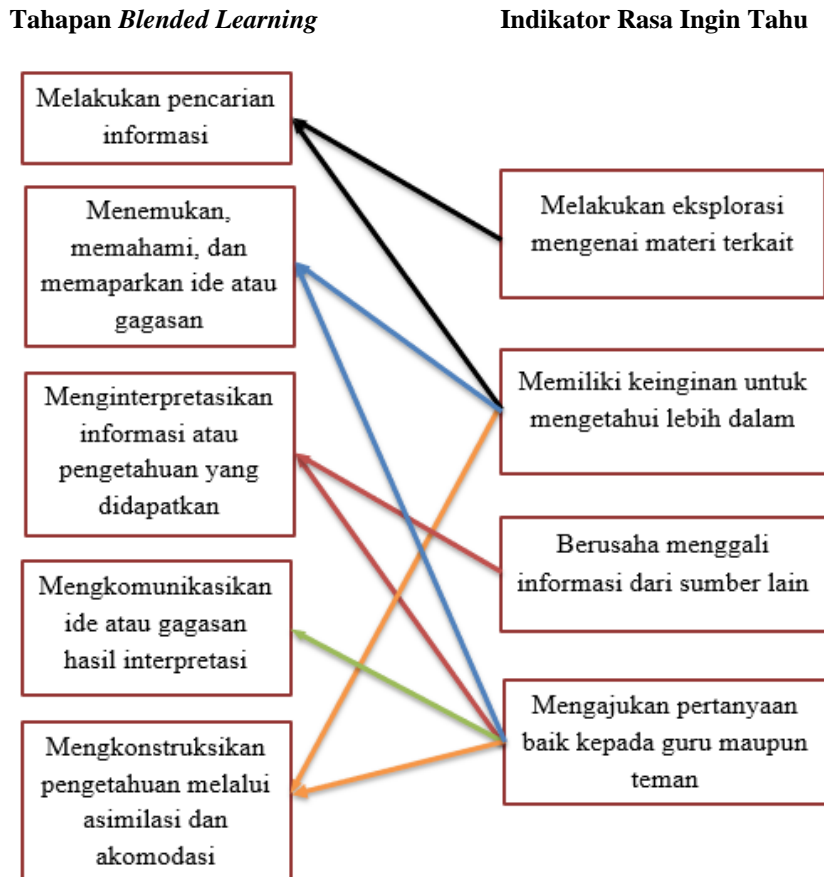 Tahapan Blended Learning
Indikator Rasa Ingin Tahu
Melakukan pencarian
informasi
Menemukan,
memahami, dan
memaparkan ide atau
gagasan
Menginterpretasikan
informasi atau
pengetahuan yang
didapatkan
Mengkomunikasikan
ide atau gagasan
hasil interpretasi
Mengkonstruksikan
pengetahuan melalui
asimilasi dan
akomodasi
Melakukan eksplorasi
mengenai materi terkait
Memiliki keinginan untuk
mengetahui lebih dalam
Berusaha menggali
informasi dari sumber lain
Mengajukan pertanyaan
baik kepada guru maupun
teman